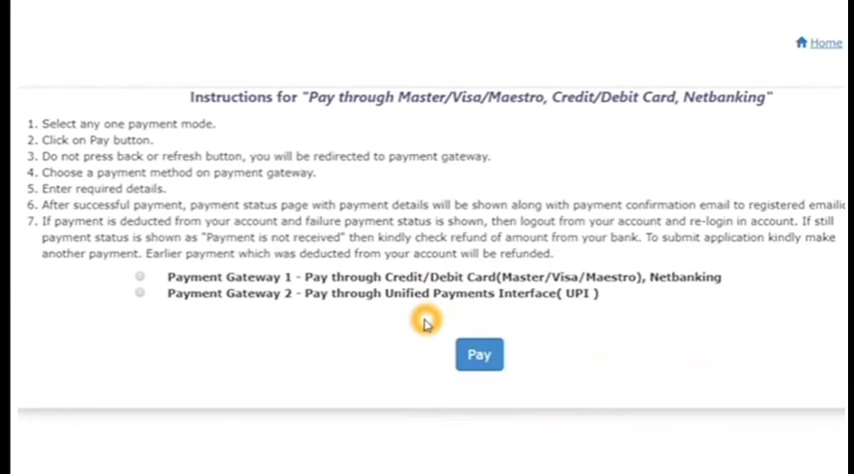 Home
Instructions for "Pay through Master/Visa/Maestro, Credit/Debit Card, Netbanking"
1. Select any one payment mode.
2. Click on Pay button.
3. Do not press back or refresh button, you will be redirected to payment gateway.
4. Choose a payment method on payment gateway.
5. Enter required details.
6. After successful payment, payment status page with payment details will be shown along with payment confirmation email to registered emailid
7. If payment is deducted from your account and failure payment status is shown, then logout from your account and re-login in account. If still
payment status is shown as "Payment is not received" then kindly check refund of amount from your bank. To submit application kindly make
another payment. Earlier payment which was deducted from your account will be refunded.
Payment Gateway 1 - Pay through Credit/Debit Card(Master/Visa/Maestro), Netbanking
Payment Gateway 2 - Pay through Unified Payments Interface( UPI )
Pay